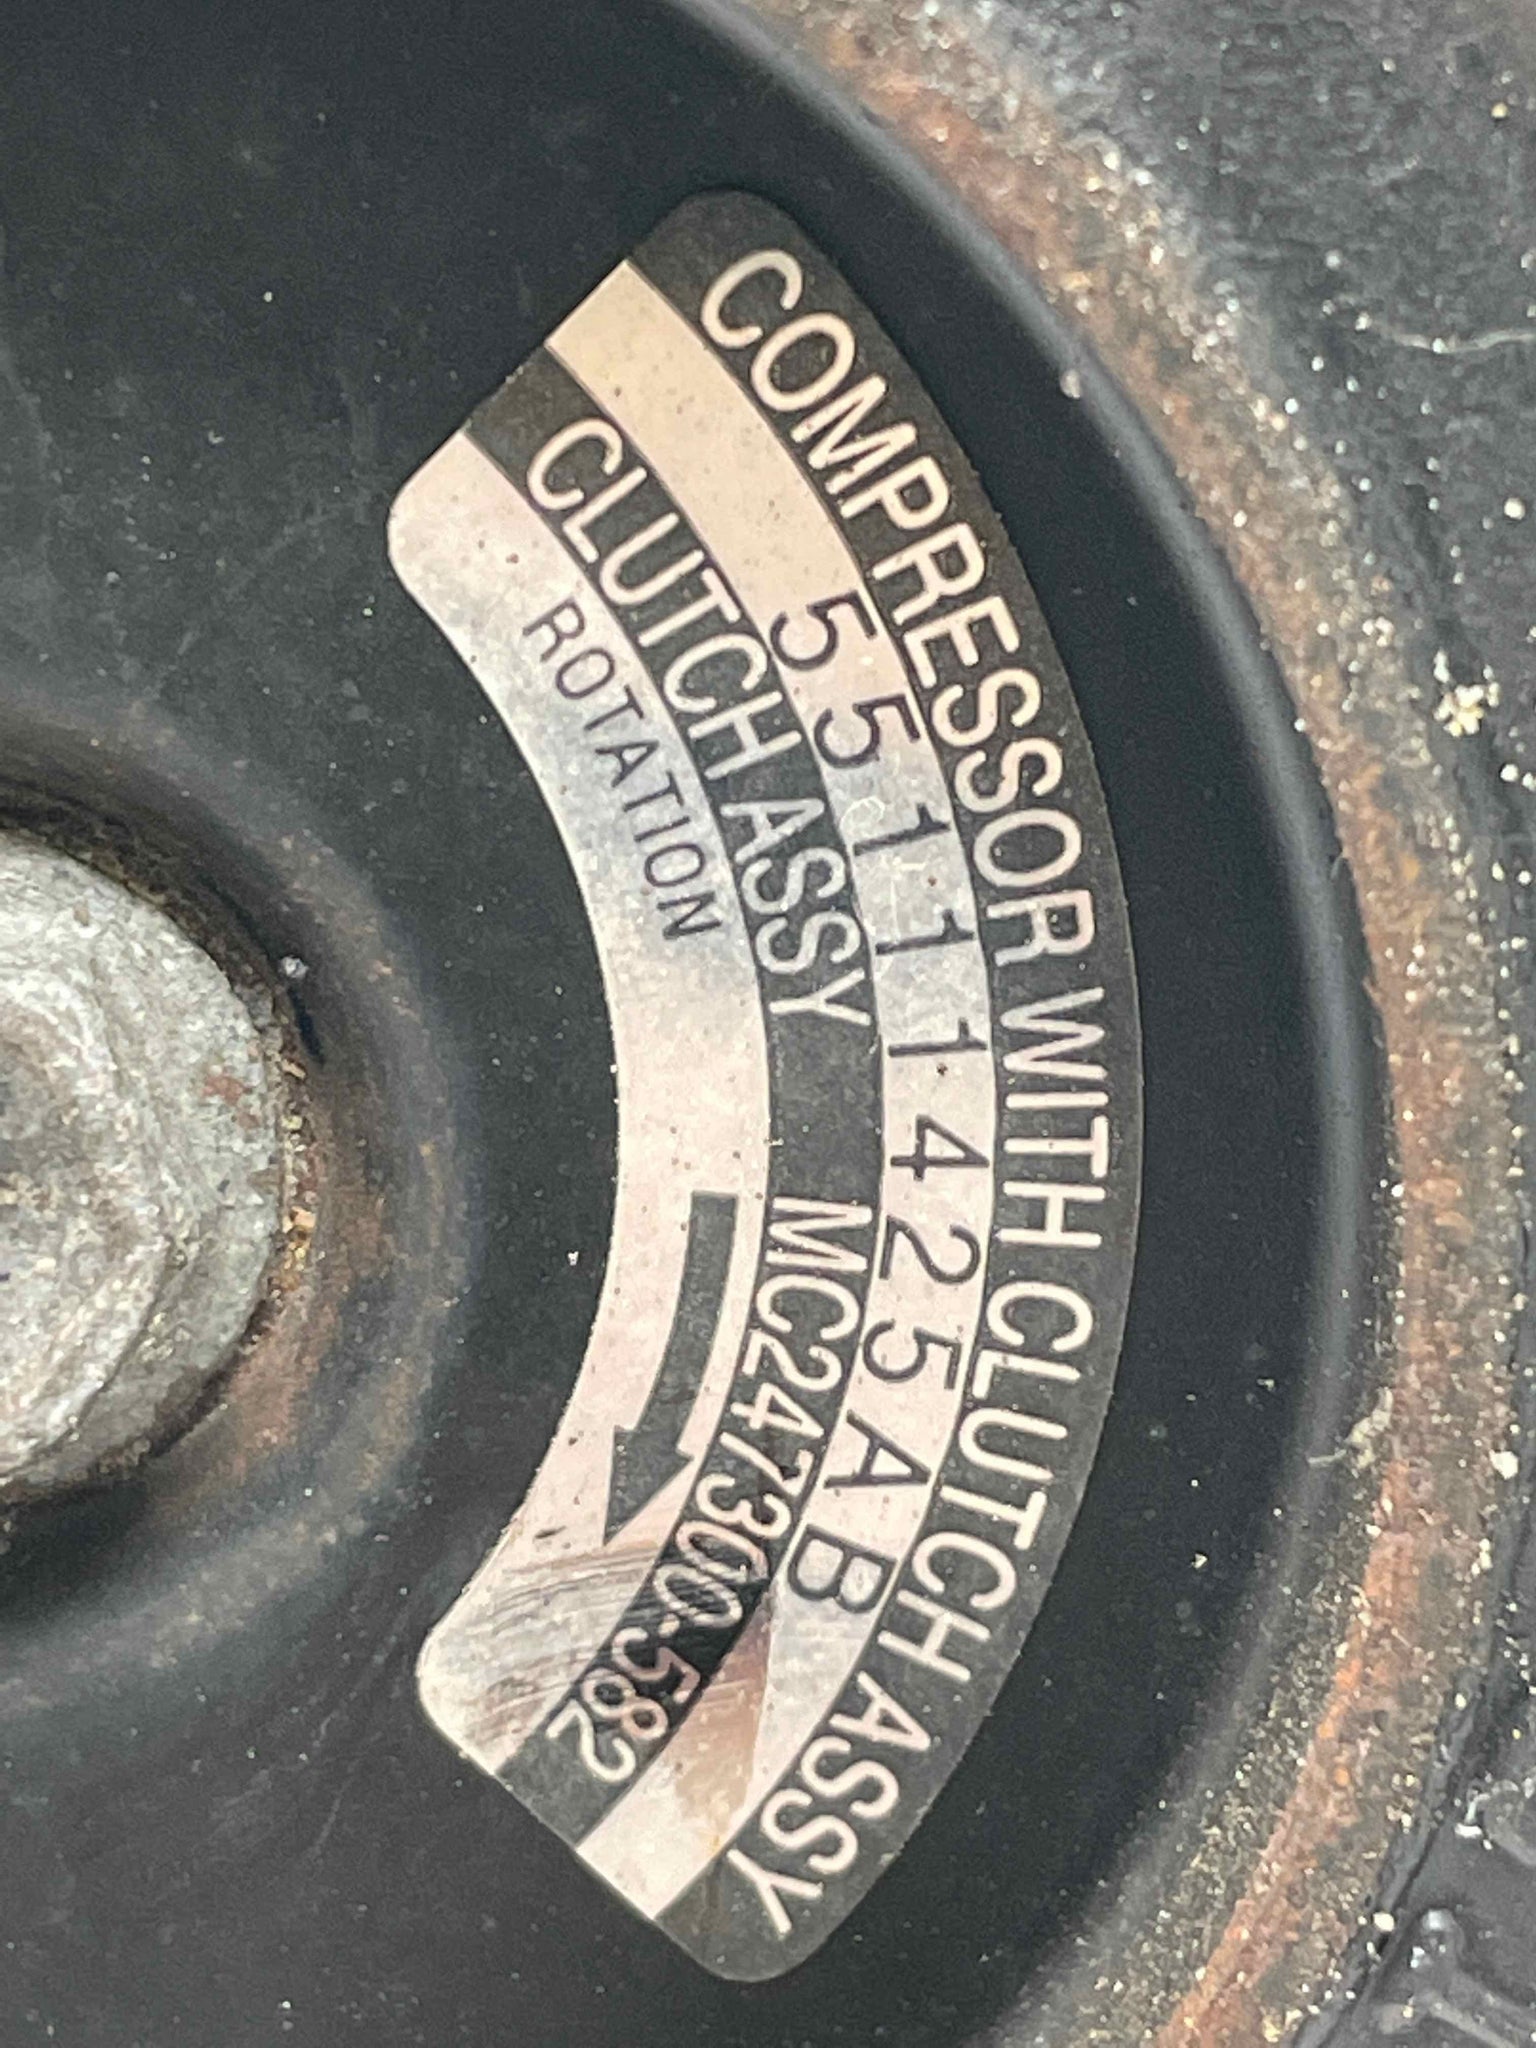 COMPRESSOR WITH CLUTCH ASSY
55111425AB
CLUTCH ASSY MC247300-582
ROTATION